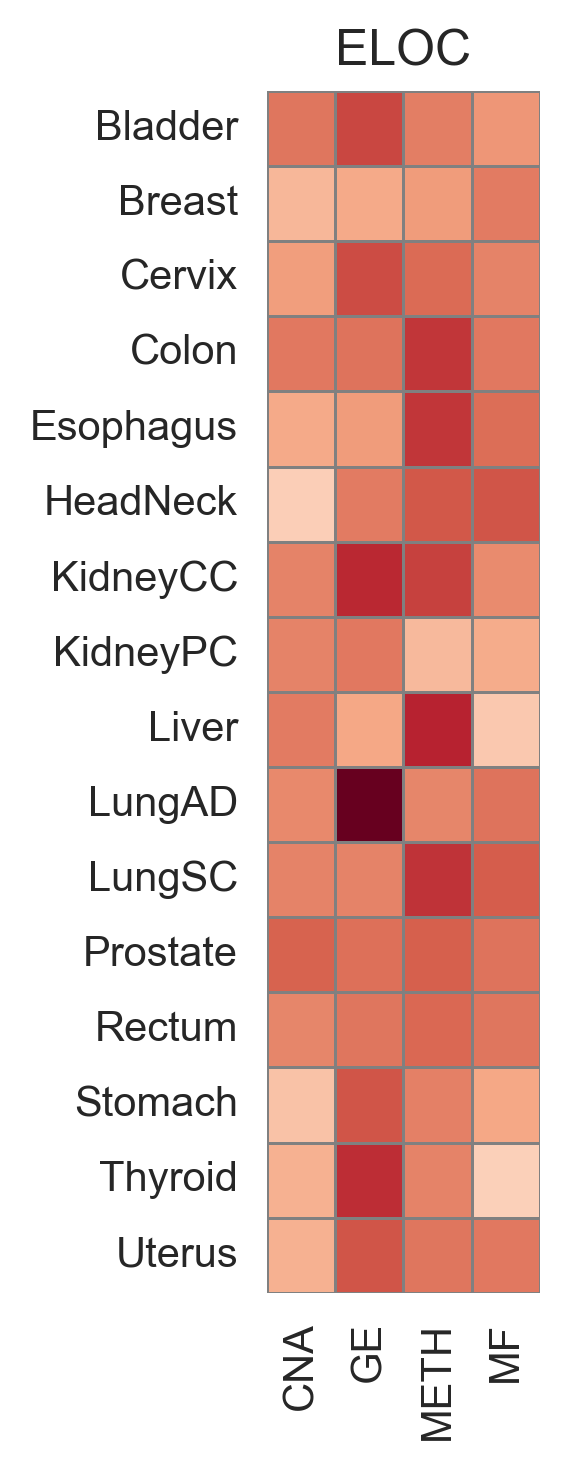 ELOC
Bladder
Breast
Cervix
Colon
Esophagus
HeadNeck
KidneyCC
KidneyPC
Liver
LungAD
LungSC
Prostate
Rectum
Stomach
Thyroid
Uterus
CNA
GE
METH
MF